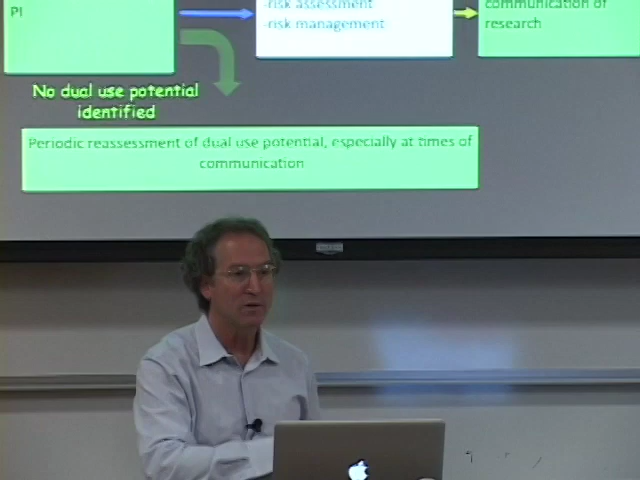 PI
-risk assessment
-risk management
communication of
research
No dual use potential
identified
Periodic reassessment of dual use potential, especially at times of
communication